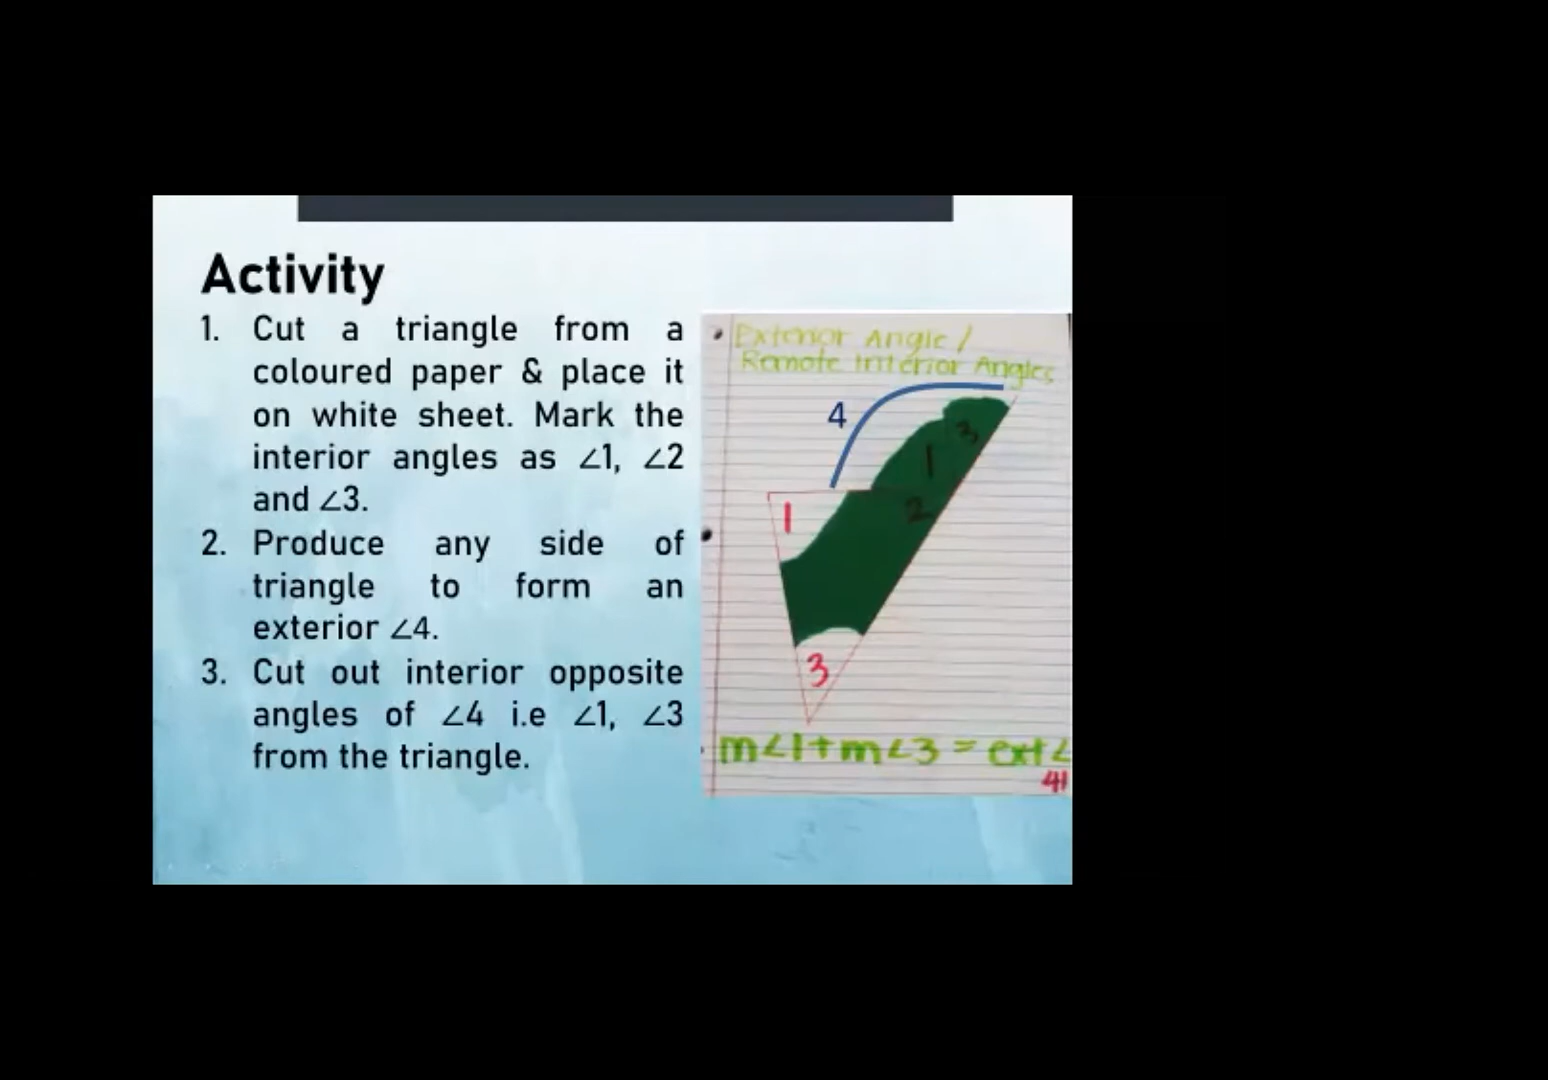 Activity
1. Cut a triangle from a
coloured paper & place it
on white sheet. Mark the
interior angles as ∠1, ∠2
and ∠3.
2. Produce any side of
triangle to form an
exterior ∠4.
3. Cut out interior opposite
angles of ∠4 i.e ∠1, ∠3
from the triangle.
Exterior Angle /
Remote Interior Angles
4
3
1
2
1
3
m∠1+m∠3 = ext∠
41